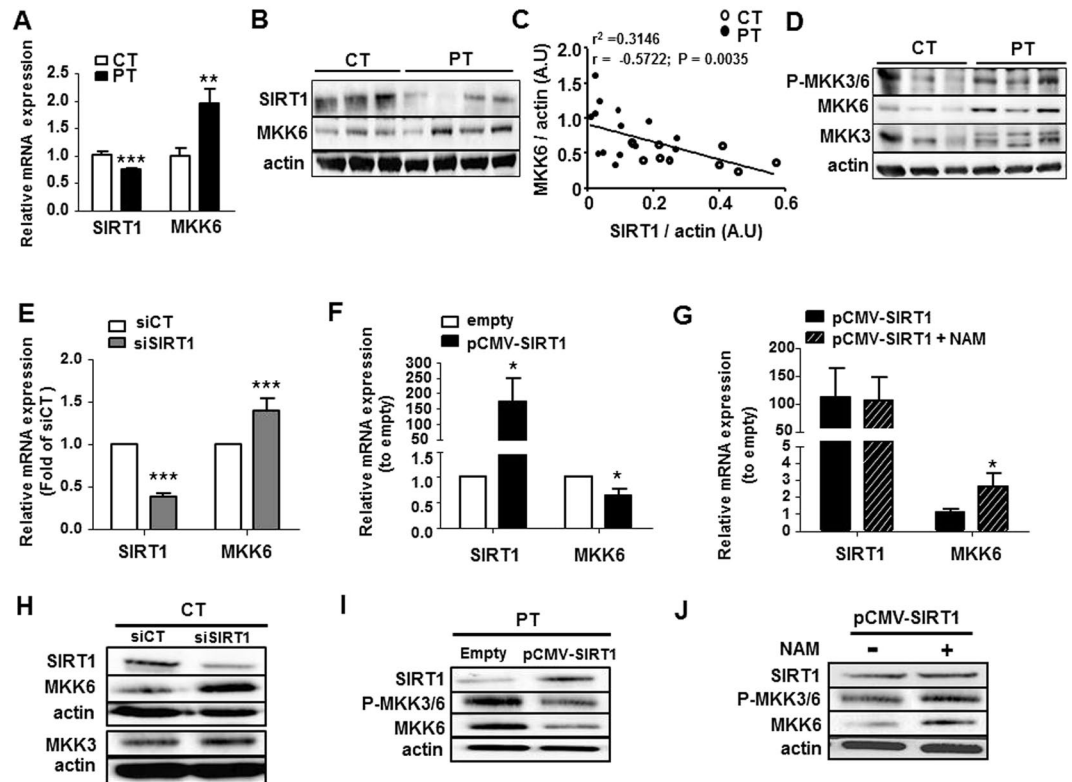 A
CT
PT
Relative mRNA expression
2.5
2.0
1.5
1.0
0.5
0.0
***
**
SIRT1 MKK6
B
CT PT
SIRT1
MKK6
actin
C
CT
PT
r² =0.3146
r = -0.5722; P = 0.0035
MKK6 / actin (A.U)
2.0
1.5
1.0
0.5
0
0 0.2 0.4 0.6
SIRT1 / actin (A.U)
D
CT PT
P-MKK3/6
MKK6
MKK3
actin
E
siCT
siSIRT1
Relative mRNA expression
(Fold of siCT )
2.0
1.5
1.0
0.5
0.0
***
***
SIRT1 MKK6
F
empty
pCMV-SIRT1
Relative mRNA expression
(to empty)
300
250
200
150
100
50
1.5
1.0
0.5
0.0
*
*
SIRT1 MKK6
G
pCMV-SIRT1
pCMV-SIRT1 + NAM
Relative mRNA expression
(to empty)
200
150
100
50
6
5
4
3
2
1
0
*
SIRT1 MKK6
H
CT
siCT siSIRT1
SIRT1
MKK6
actin
MKK3
actin
I
PT
Empty pCMV-SIRT1
SIRT1
P-MKK3/6
MKK6
actin
J
pCMV-SIRT1
NAM - +
SIRT1
P-MKK3/6
MKK6
actin